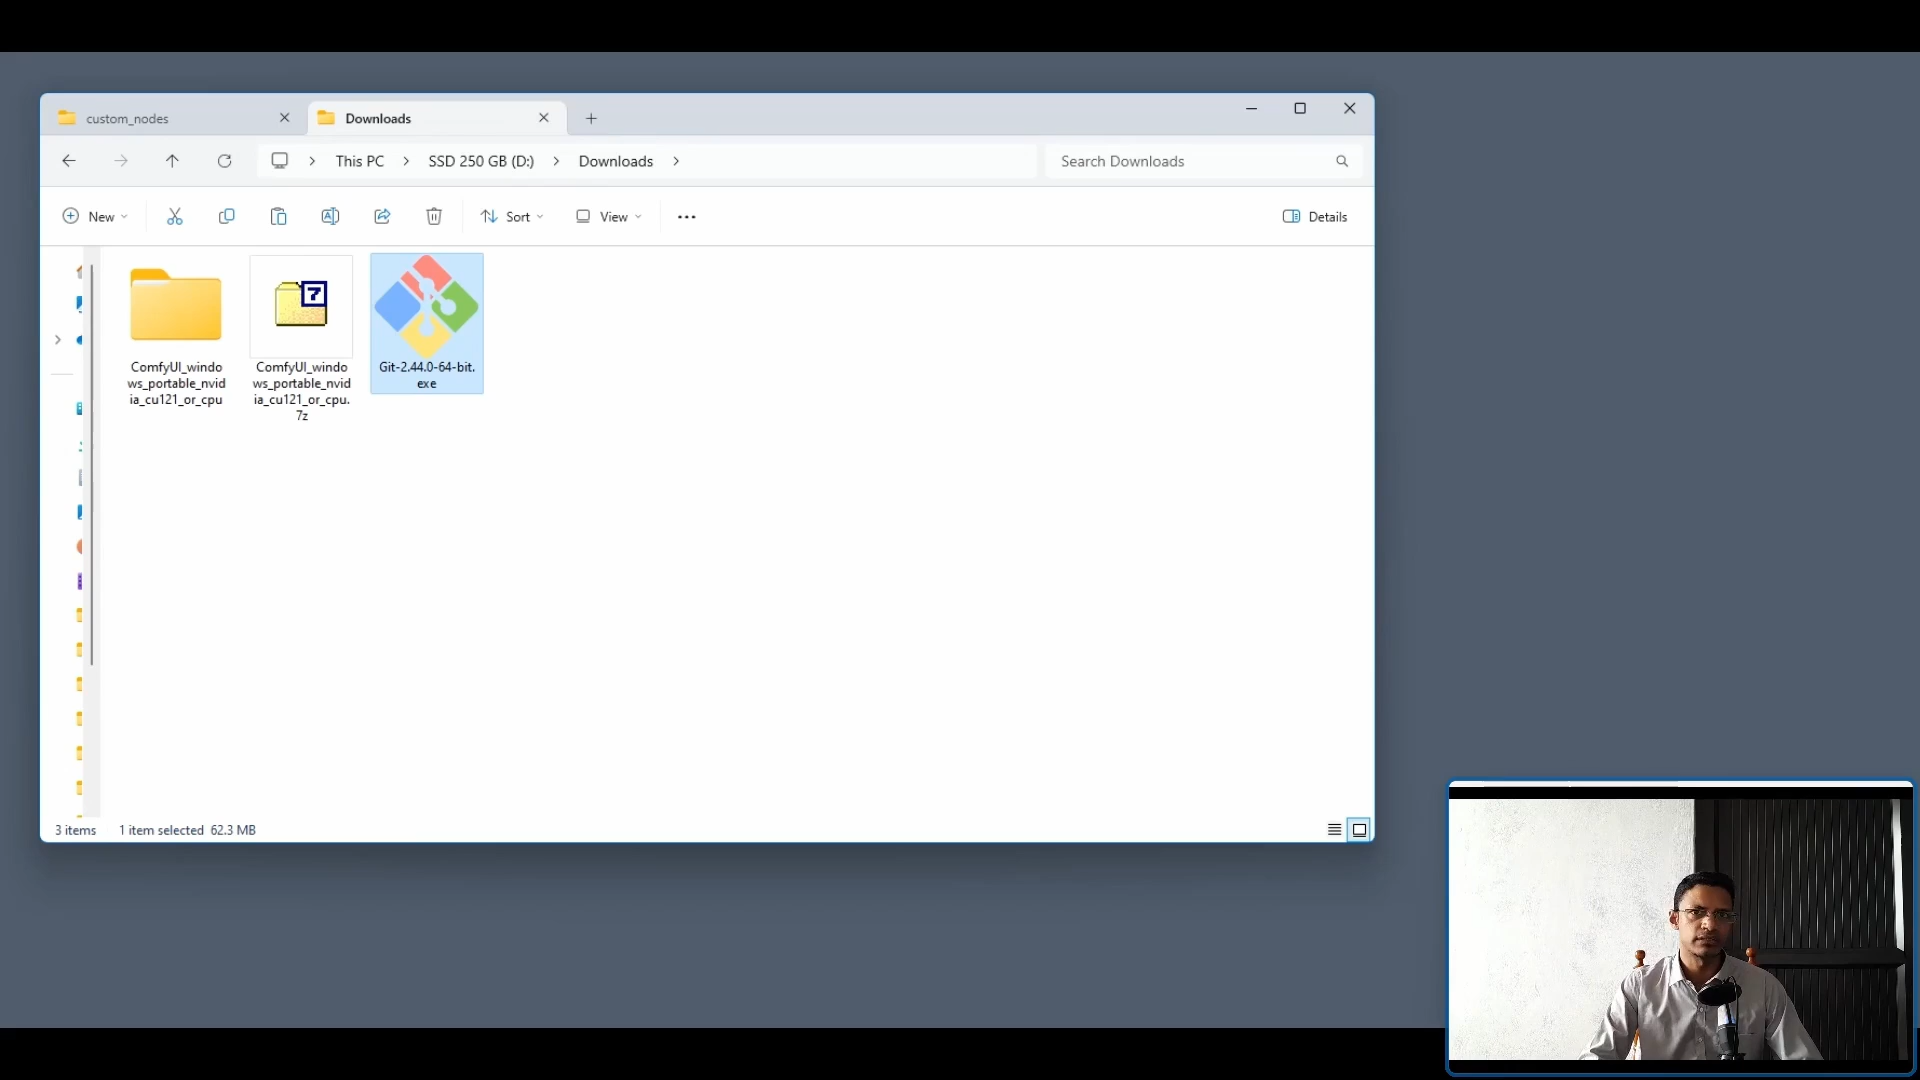 custom_nodes
Downloads
This PC
SSD 250 GB (D:)
Downloads
Search Downloads
New
Sort
View
Details
ComfyUI_windo
ws_portable_nvid
ia_cu121_or_cpu
7
ComfyUI_windo
ws_portable_nvid
ia_cu121_or_cpu.
7z
Git-2.44.0-64-bit.
exe
3 items
1 item selected 62.3 MB